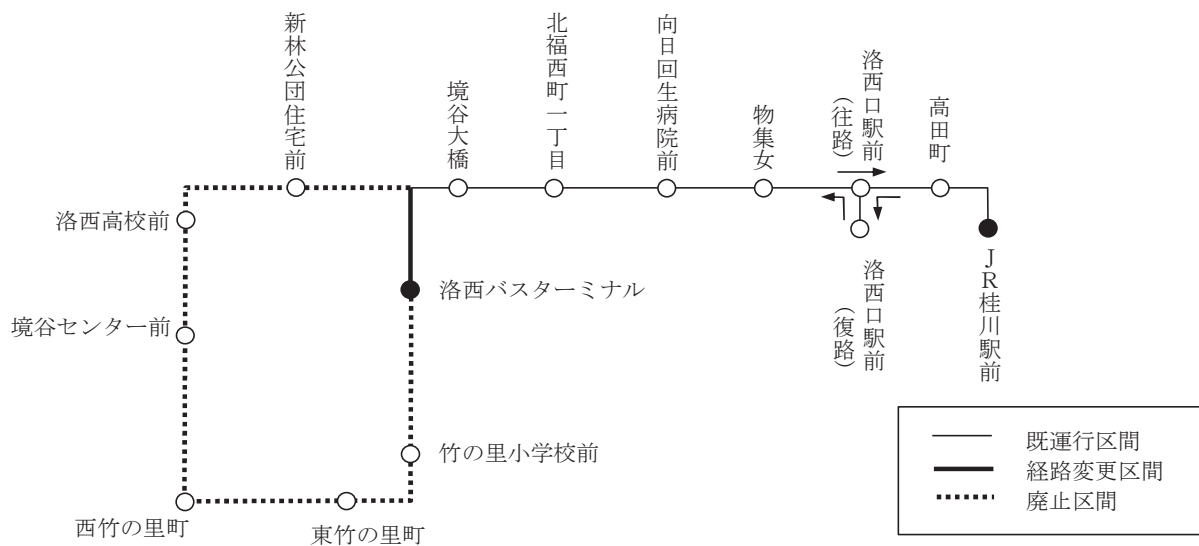 新林公団住宅前
境谷大橋
北福西町一丁目
向日回生病院前
物集女
洛西口駅前
（往路）
高田町
洛西高校前
洛西バスターミナル
洛西口駅前
（復路）
ＪＲ桂川駅前
境谷センター前
竹の里小学校前
西竹の里町
東竹の里町
既運行区間
経路変更区間
廃止区間